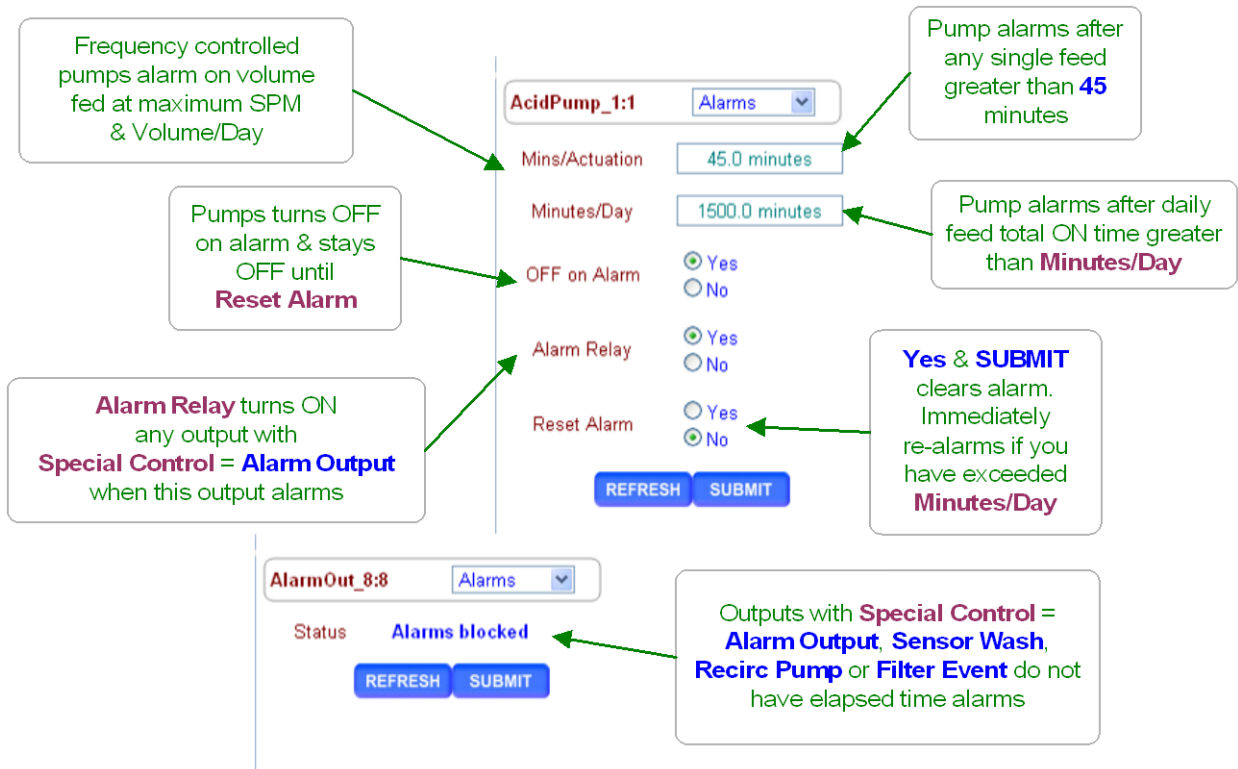 Frequency controlled
pumps alarm on volume
fed at maximum SPM
& Volume/Day
Pump alarms after
any single feed
greater than 45
minutes
AcidPump_1:1 Alarms
Mins/Actuation 45.0 minutes
Minutes/Day 1500.0 minutes
OFF on Alarm
Yes
No
Alarm Relay
Yes
No
Reset Alarm
Yes
No
REFRESH SUBMIT
Pumps turns OFF
on alarm & stays
OFF until
Reset Alarm
Pump alarms after daily
feed total ON time greater
than Minutes/Day
Alarm Relay turns ON
any output with
Special Control = Alarm Output
when this output alarms
Yes & SUBMIT
clears alarm.
Immediately
re-alarms if you
have exceeded
Minutes/Day
AlarmOut_8:8 Alarms
Status Alarms blocked
REFRESH SUBMIT
Outputs with Special Control =
Alarm Output, Sensor Wash,
Recirc Pump or Filter Event do not
have elapsed time alarms